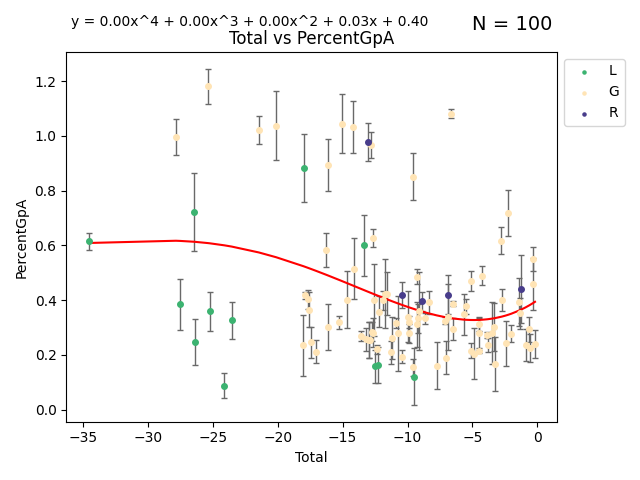 y = 0.00x^4 + 0.00x^3 + 0.00x^2 + 0.03x + 0.40
N = 100
Total vs PercentGpA
L
G
R
PercentGpA
1.2
1.0
0.8
0.6
0.4
0.2
0.0
−35 −30 −25 −20 −15 −10 −5 0
Total